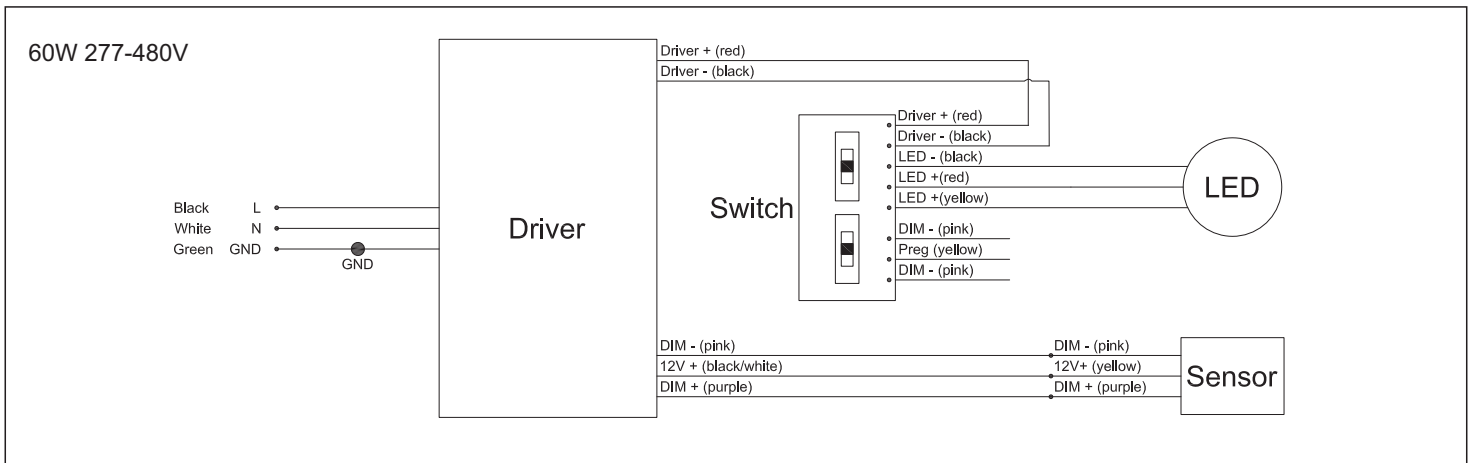 60W 277-480V
Driver + (red)
Driver - (black)
Driver + (red)
Driver - (black)
LED - (black)
LED +(red)
LED +(yellow)
DIM - (pink)
Preg (yellow)
DIM - (pink)
Switch
LED
Black L
White N
Green GND
GND
Driver
DIM - (pink)
12V + (black/white)
DIM + (purple)
DIM - (pink)
12V+ (yellow)
DIM + (purple)
Sensor